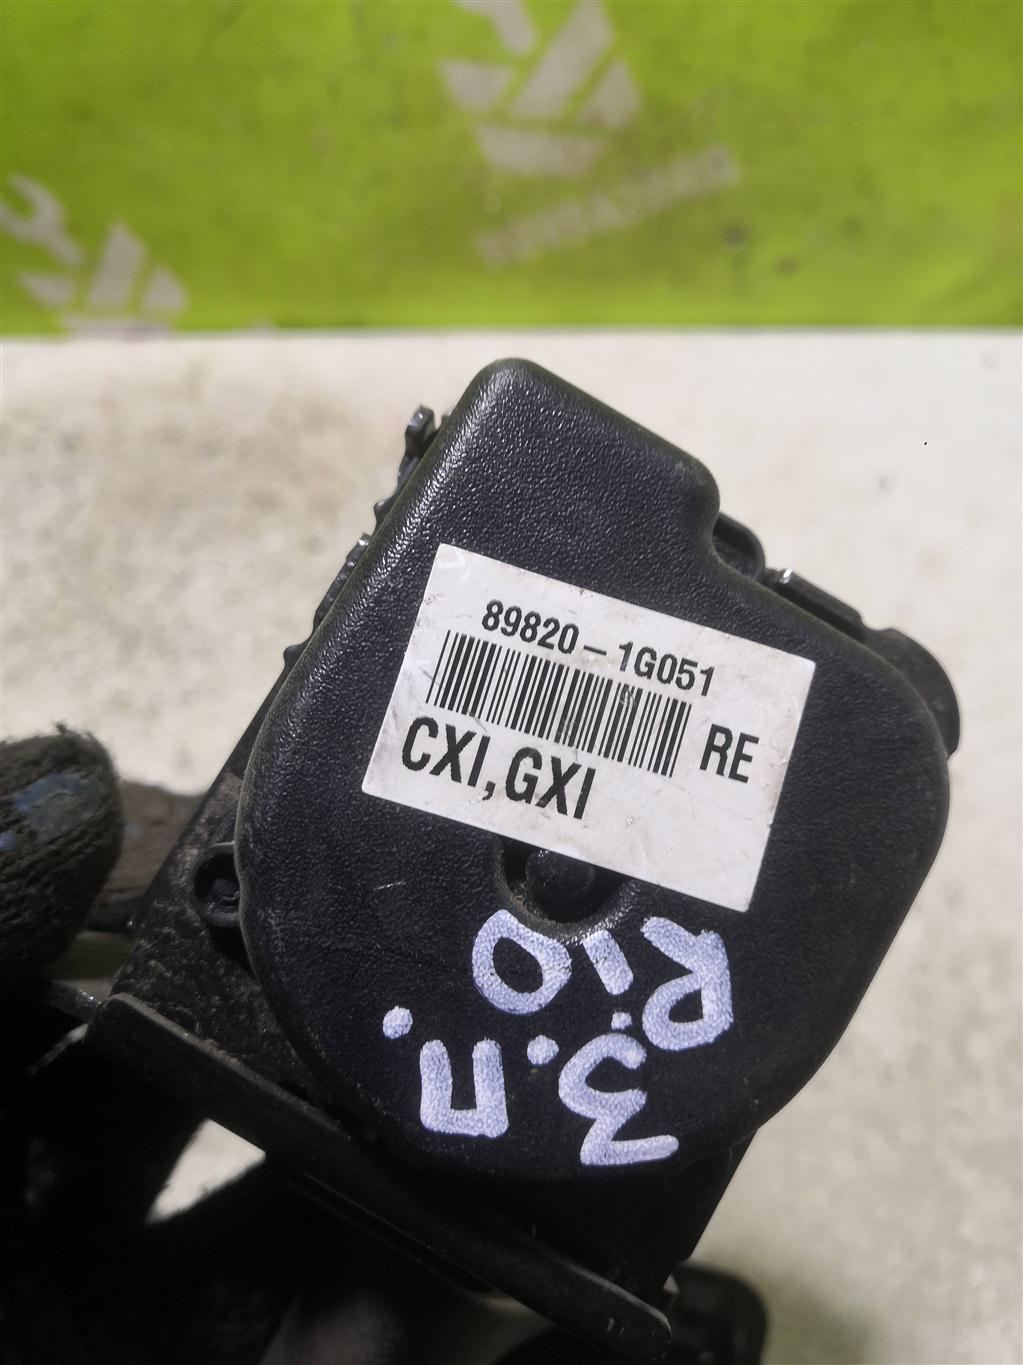 89820-1G051
RE
CXI,GXI
Rio
З.П.